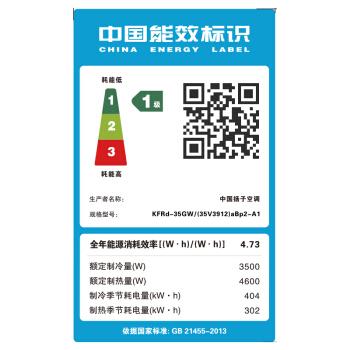 中国能效标识
CHINA ENERGY LABEL
耗能低
1
2
3
1级
耗能高
生产者名称： 中国扬子空调
规格型号： KFRd-35GW/(35V3912)aBp2-A1
全年能源消耗效率[(W·h)/(W·h)] 4.73
额定制冷量(W) 3500
额定制热量(W) 4600
制冷季节耗电量(kW·h) 404
制热季节耗电量(kW·h) 302
依据国家标准: GB 21455-2013